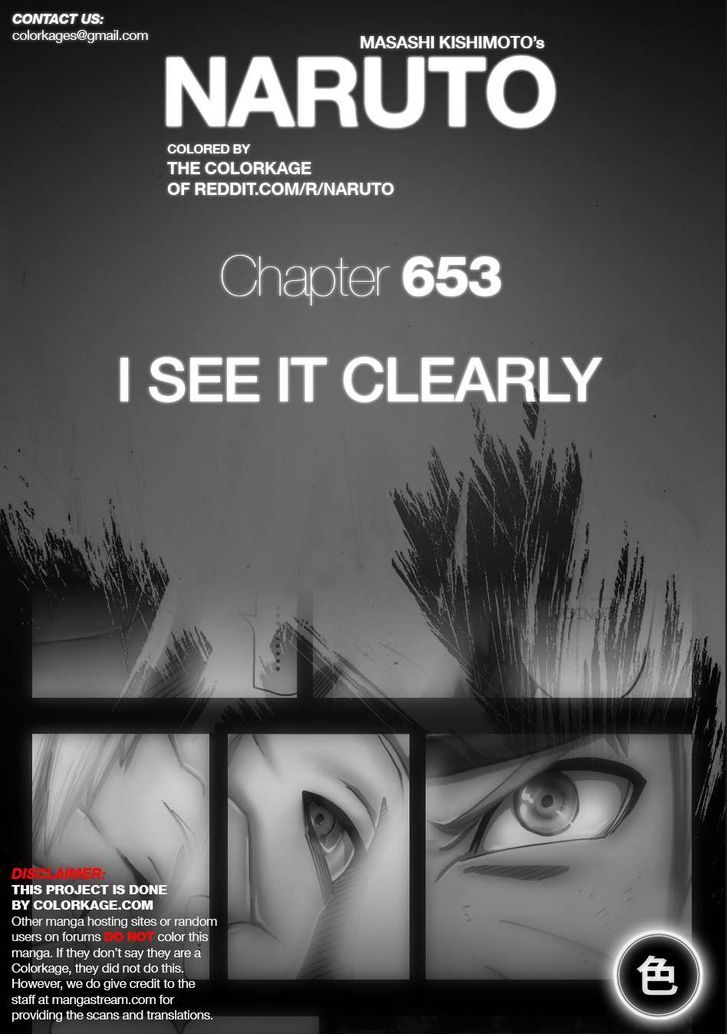 CONTACT US:
colorkages@gmail.com
MASASHI KISHIMOTO's
NARUTO
COLORED BY
THE COLORKAGE
OF REDDIT.COM/R/NARUTO
Chapter 653
I SEE IT CLEARLY
DISCLAIMER:
THIS PROJECT IS DONE
BY COLORKAGE.COM
Other manga hosting sites or random
users on forums DO NOT color this
manga. If they don't say they are a
Colorkage, they did not do this.
However, we do give credit to the
staff at mangastream.com for
providing the scans and translations.
色